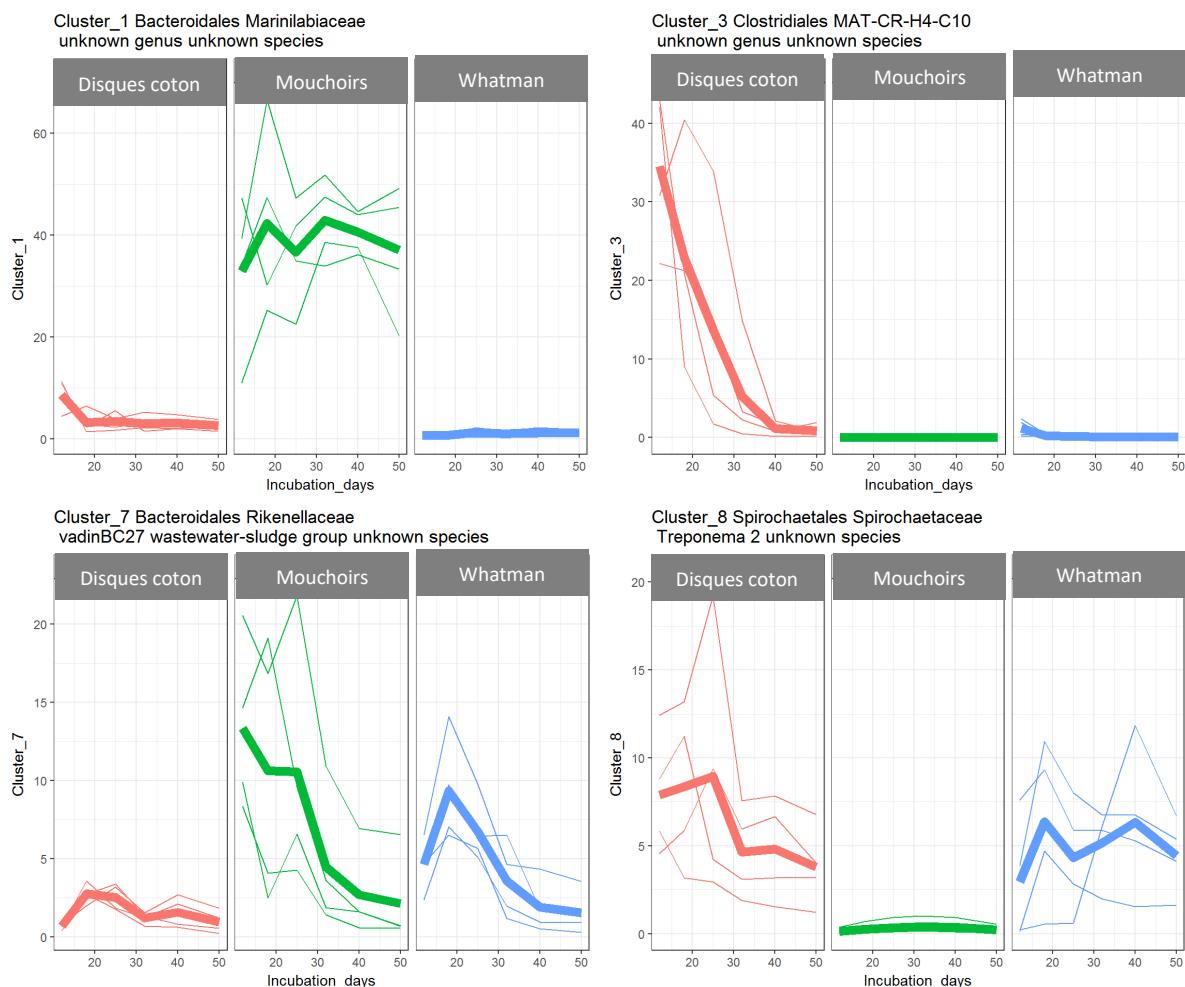 Cluster_1 Bacteroidales Marinilabiaceae
unknown genus unknown species
Disques coton
Mouchoirs
Whatman
60
40
20
0
Cluster_1
20 30 40 50
20 30 40 50
20 30 40 50
Incubation_days
Cluster_3 Clostridiales MAT-CR-H4-C10
unknown genus unknown species
Disques coton
Mouchoirs
Whatman
40
30
20
10
0
Cluster_3
20 30 40 50
20 30 40 50
20 30 40 50
Incubation_days
Cluster_7 Bacteroidales Rikenellaceae
vadinBC27 wastewater-sludge group unknown species
Disques coton
Mouchoirs
Whatman
20
15
10
5
0
Cluster_7
20 30 40 50
20 30 40 50
20 30 40 50
Incubation_days
Cluster_8 Spirochaetales Spirochaetaceae
Treponema 2 unknown species
Disques coton
Mouchoirs
Whatman
20
15
10
5
0
Cluster_8
20 30 40 50
20 30 40 50
20 30 40 50
Incubation_days